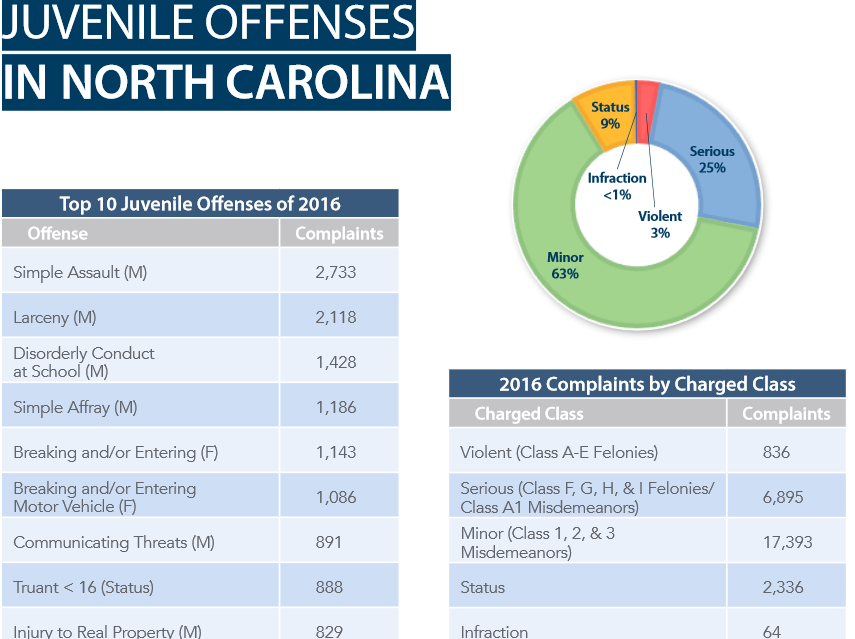 JUVENILE OFFENSES
IN NORTH CAROLINA
Status
9%
Serious
25%
Infraction
<1%
Violent
3%
Minor
63%
Top 10 Juvenile Offenses of 2016
Offense Complaints
Simple Assault (M) 2,733
Larceny (M) 2,118
Disorderly Conduct
at School (M) 1,428
Simple Affray (M) 1,186
Breaking and/or Entering (F) 1,143
Breaking and/or Entering
Motor Vehicle (F) 1,086
Communicating Threats (M) 891
Truant < 16 (Status) 888
Injury to Real Property (M) 829
2016 Complaints by Charged Class
Charged Class Complaints
Violent (Class A-E Felonies) 836
Serious (Class F, G, H, & I Felonies/
Class A1 Misdemeanors) 6,895
Minor (Class 1, 2, & 3
Misdemeanors) 17,393
Status 2,336
Infraction 64